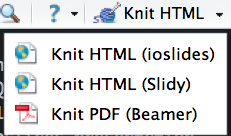 ? Knit HTML
Knit HTML (ioslides)
Knit HTML (Slidy)
Knit PDF (Beamer)